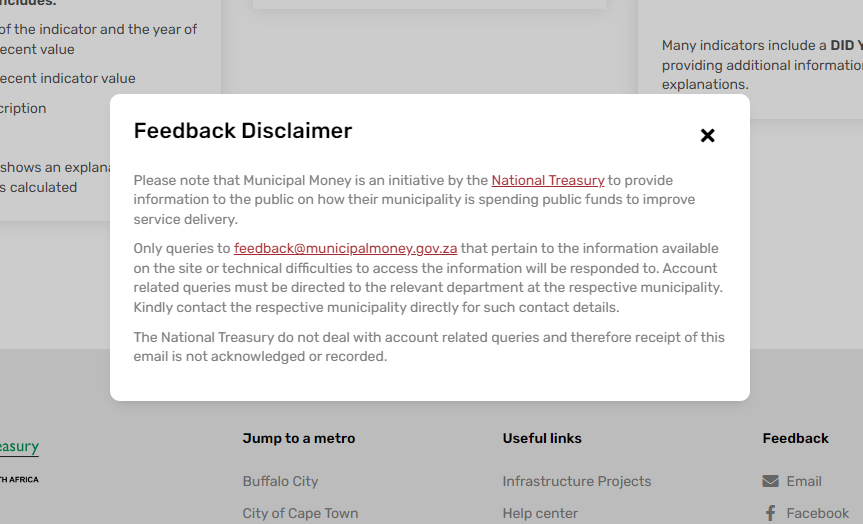 includes:
of the indicator and the year of
recent value
recent indicator value
cription
shows an explana
s calculated
Many indicators include a DID Y
providing additional information
explanations.
Feedback Disclaimer
Please note that Municipal Money is an initiative by the National Treasury to provide
information to the public on how their municipality is spending public funds to improve
service delivery.
Only queries to feedback@municipalmoney.gov.za that pertain to the information available
on the site or technical difficulties to access the information will be responded to. Account
related queries must be directed to the relevant department at the respective municipality.
Kindly contact the respective municipality directly for such contact details.
The National Treasury do not deal with account related queries and therefore receipt of this
email is not acknowledged or recorded.
easury
TH AFRICA
Jump to a metro
Buffalo City
City of Cape Town
Useful links
Infrastructure Projects
Help center
Feedback
Email
Facebook